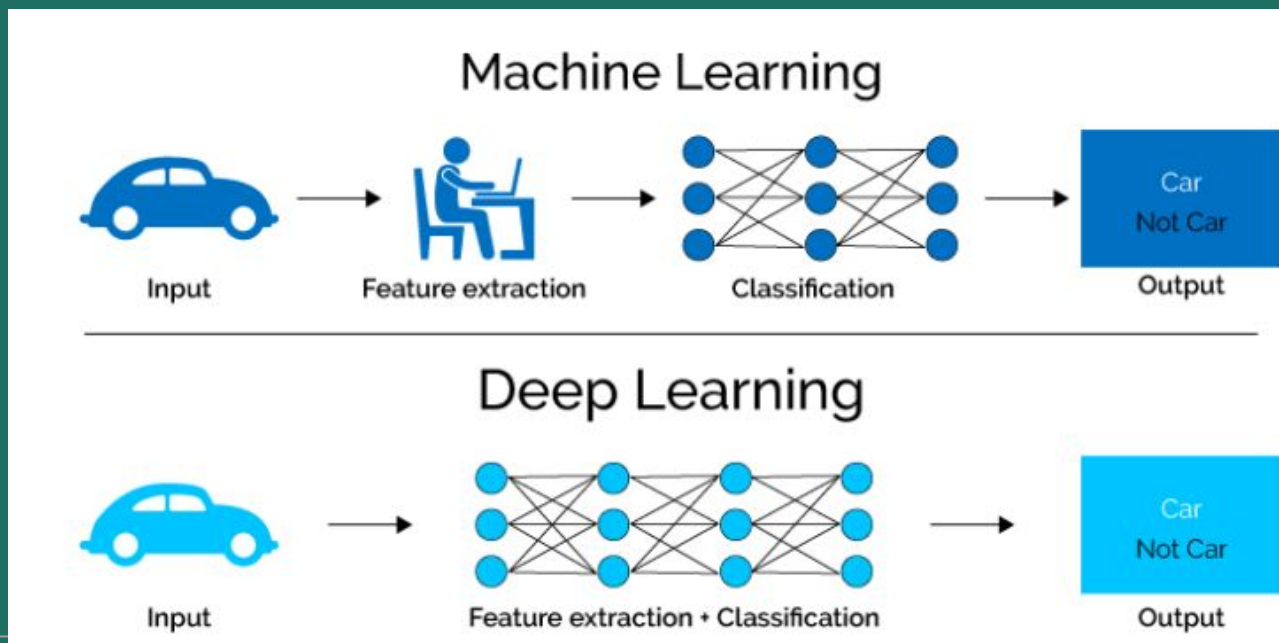 Machine Learning
Car
Not Car
Input
Feature extraction
Classification
Output
Deep Learning
Car
Not Car
Input
Feature extraction + Classification
Output